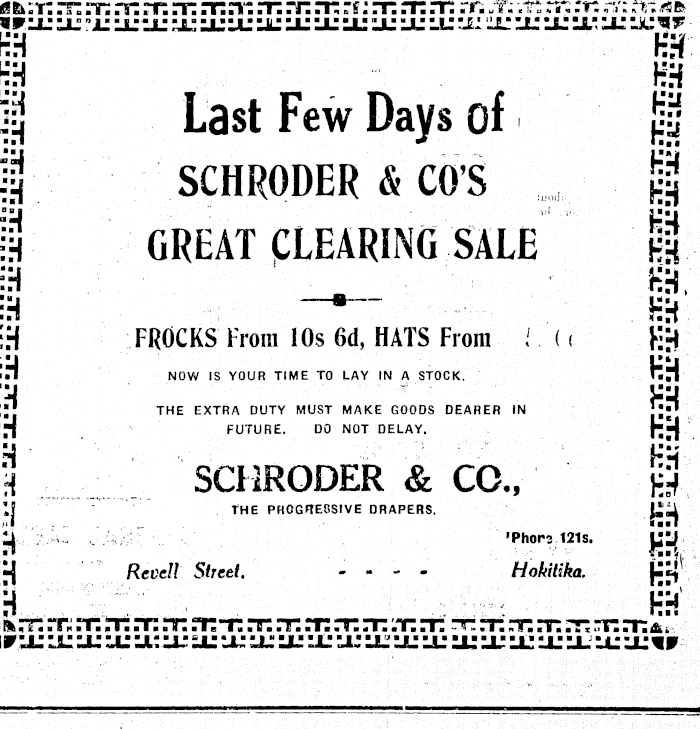 Last Few Days of
SCHRODER & CO'S
GREAT CLEARING SALE
FROCKS From 10s 6d, HATS From
NOW IS YOUR TIME TO LAY IN A STOCK.
THE EXTRA DUTY MUST MAKE GOODS DEARER IN
FUTURE. DO NOT DELAY.
SCHRODER & CO.,
THE PROGRESSIVE DRAPERS.
'Phone 121s.
Revell Street. - - - - Hokitika.